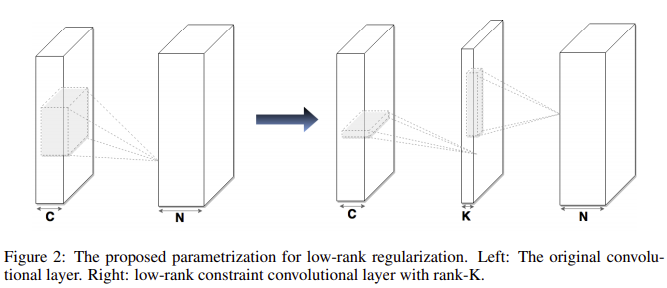 C
N
C
K
N
Figure 2: The proposed parametrization for low-rank regularization. Left: The original convolu-
tional layer. Right: low-rank constraint convolutional layer with rank-K.